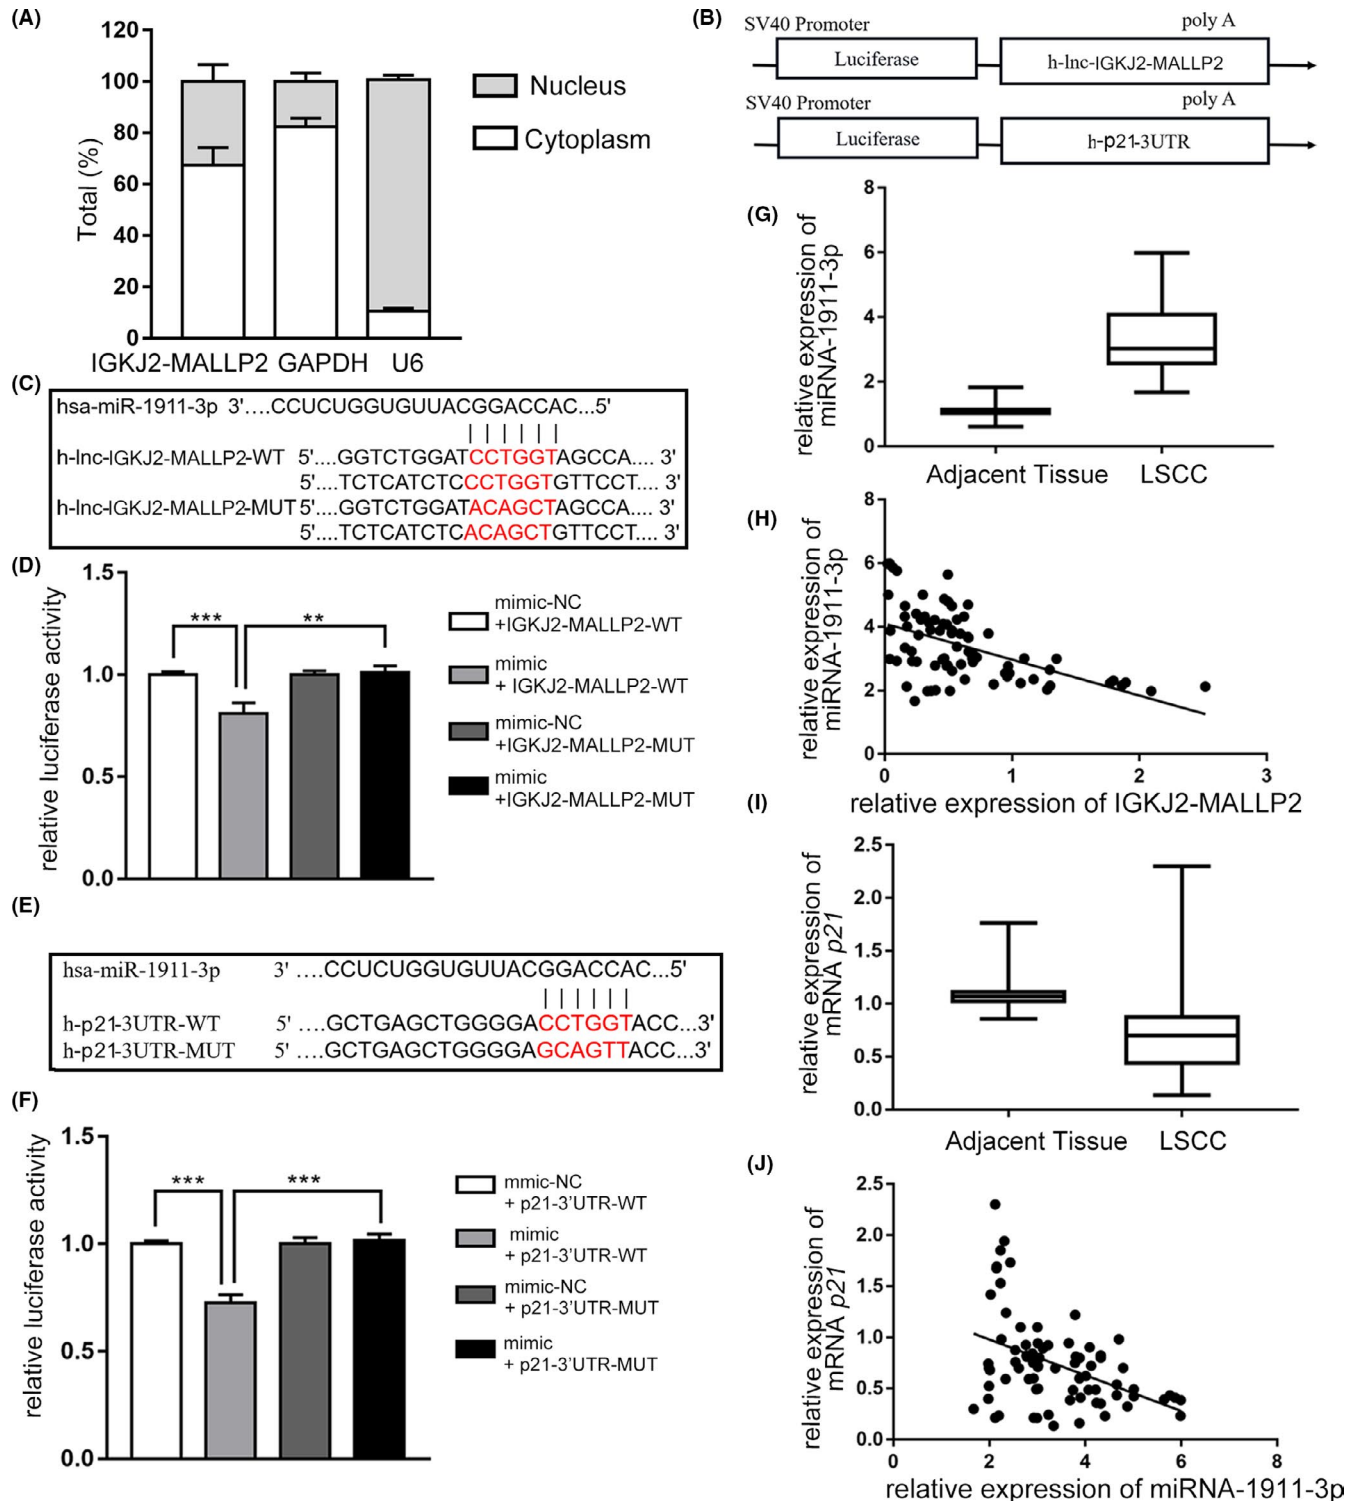 (A)
120
100
80
60
40
20
0
Total (%)
Nucleus
Cytoplasm
IGKJ2-MALLP2 GAPDH U6
(B)
SV40 Promoter poly A
Luciferase h-lnc-IGKJ2-MALLP2
SV40 Promoter poly A
Luciferase h-p21-3UTR
(C)
hsa-miR-1911-3p 3'....CCUCUGGUGUUACGGACCAC...5'
h-lnc-IGKJ2-MALLP2-WT 5'....GGTCTGGATCCTGGTAGCCA.... 3'
5'....TCTCATCTCCCTGGTGTTCCT.... 3'
h-lnc-IGKJ2-MALLP2-MUT 5'....GGTCTGGATACAGCTAGCCA.... 3'
5'....TCTCATCTCACAGCTGTTCCT.... 3'
(D)
1.5
1.0
0.5
0.0
relative luciferase activity
*** **
mimic-NC
+IGKJ2-MALLP2-WT
mimic
+ IGKJ2-MALLP2-WT
mimic-NC
+IGKJ2-MALLP2-MUT
mimic
+IGKJ2-MALLP2-MUT
(E)
hsa-miR-1911-3p 3' ....CCUCUGGUGUUACGGACCAC...5'
h-p21-3UTR-WT 5' ....GCTGAGCTGGGGACCTGGTACC...3'
h-p21-3UTR-MUT 5' ....GCTGAGCTGGGGAGCAGTTACC...3'
(F)
1.5
1.0
0.5
0.0
relative luciferase activity
*** ***
mmic-NC
+ p21-3'UTR-WT
mimic
+ p21-3'UTR-WT
mimic-NC
+ p21-3'UTR-MUT
mimic
+ p21-3'UTR-MUT
(G)
8
6
4
2
0
relative expression of
miRNA-1911-3p
Adjacent Tissue LSCC
(H)
8
6
4
2
0
relative expression of
miRNA-1911-3p
0 1 2 3
relative expression of IGKJ2-MALLP2
(I)
2.5
2.0
1.5
1.0
0.5
0.0
relative expression of
mRNA p21
Adjacent Tissue LSCC
(J)
2.5
2.0
1.5
1.0
0.5
0.0
relative expression of
mRNA p21
0 2 4 6 8
relative expression of miRNA-1911-3p